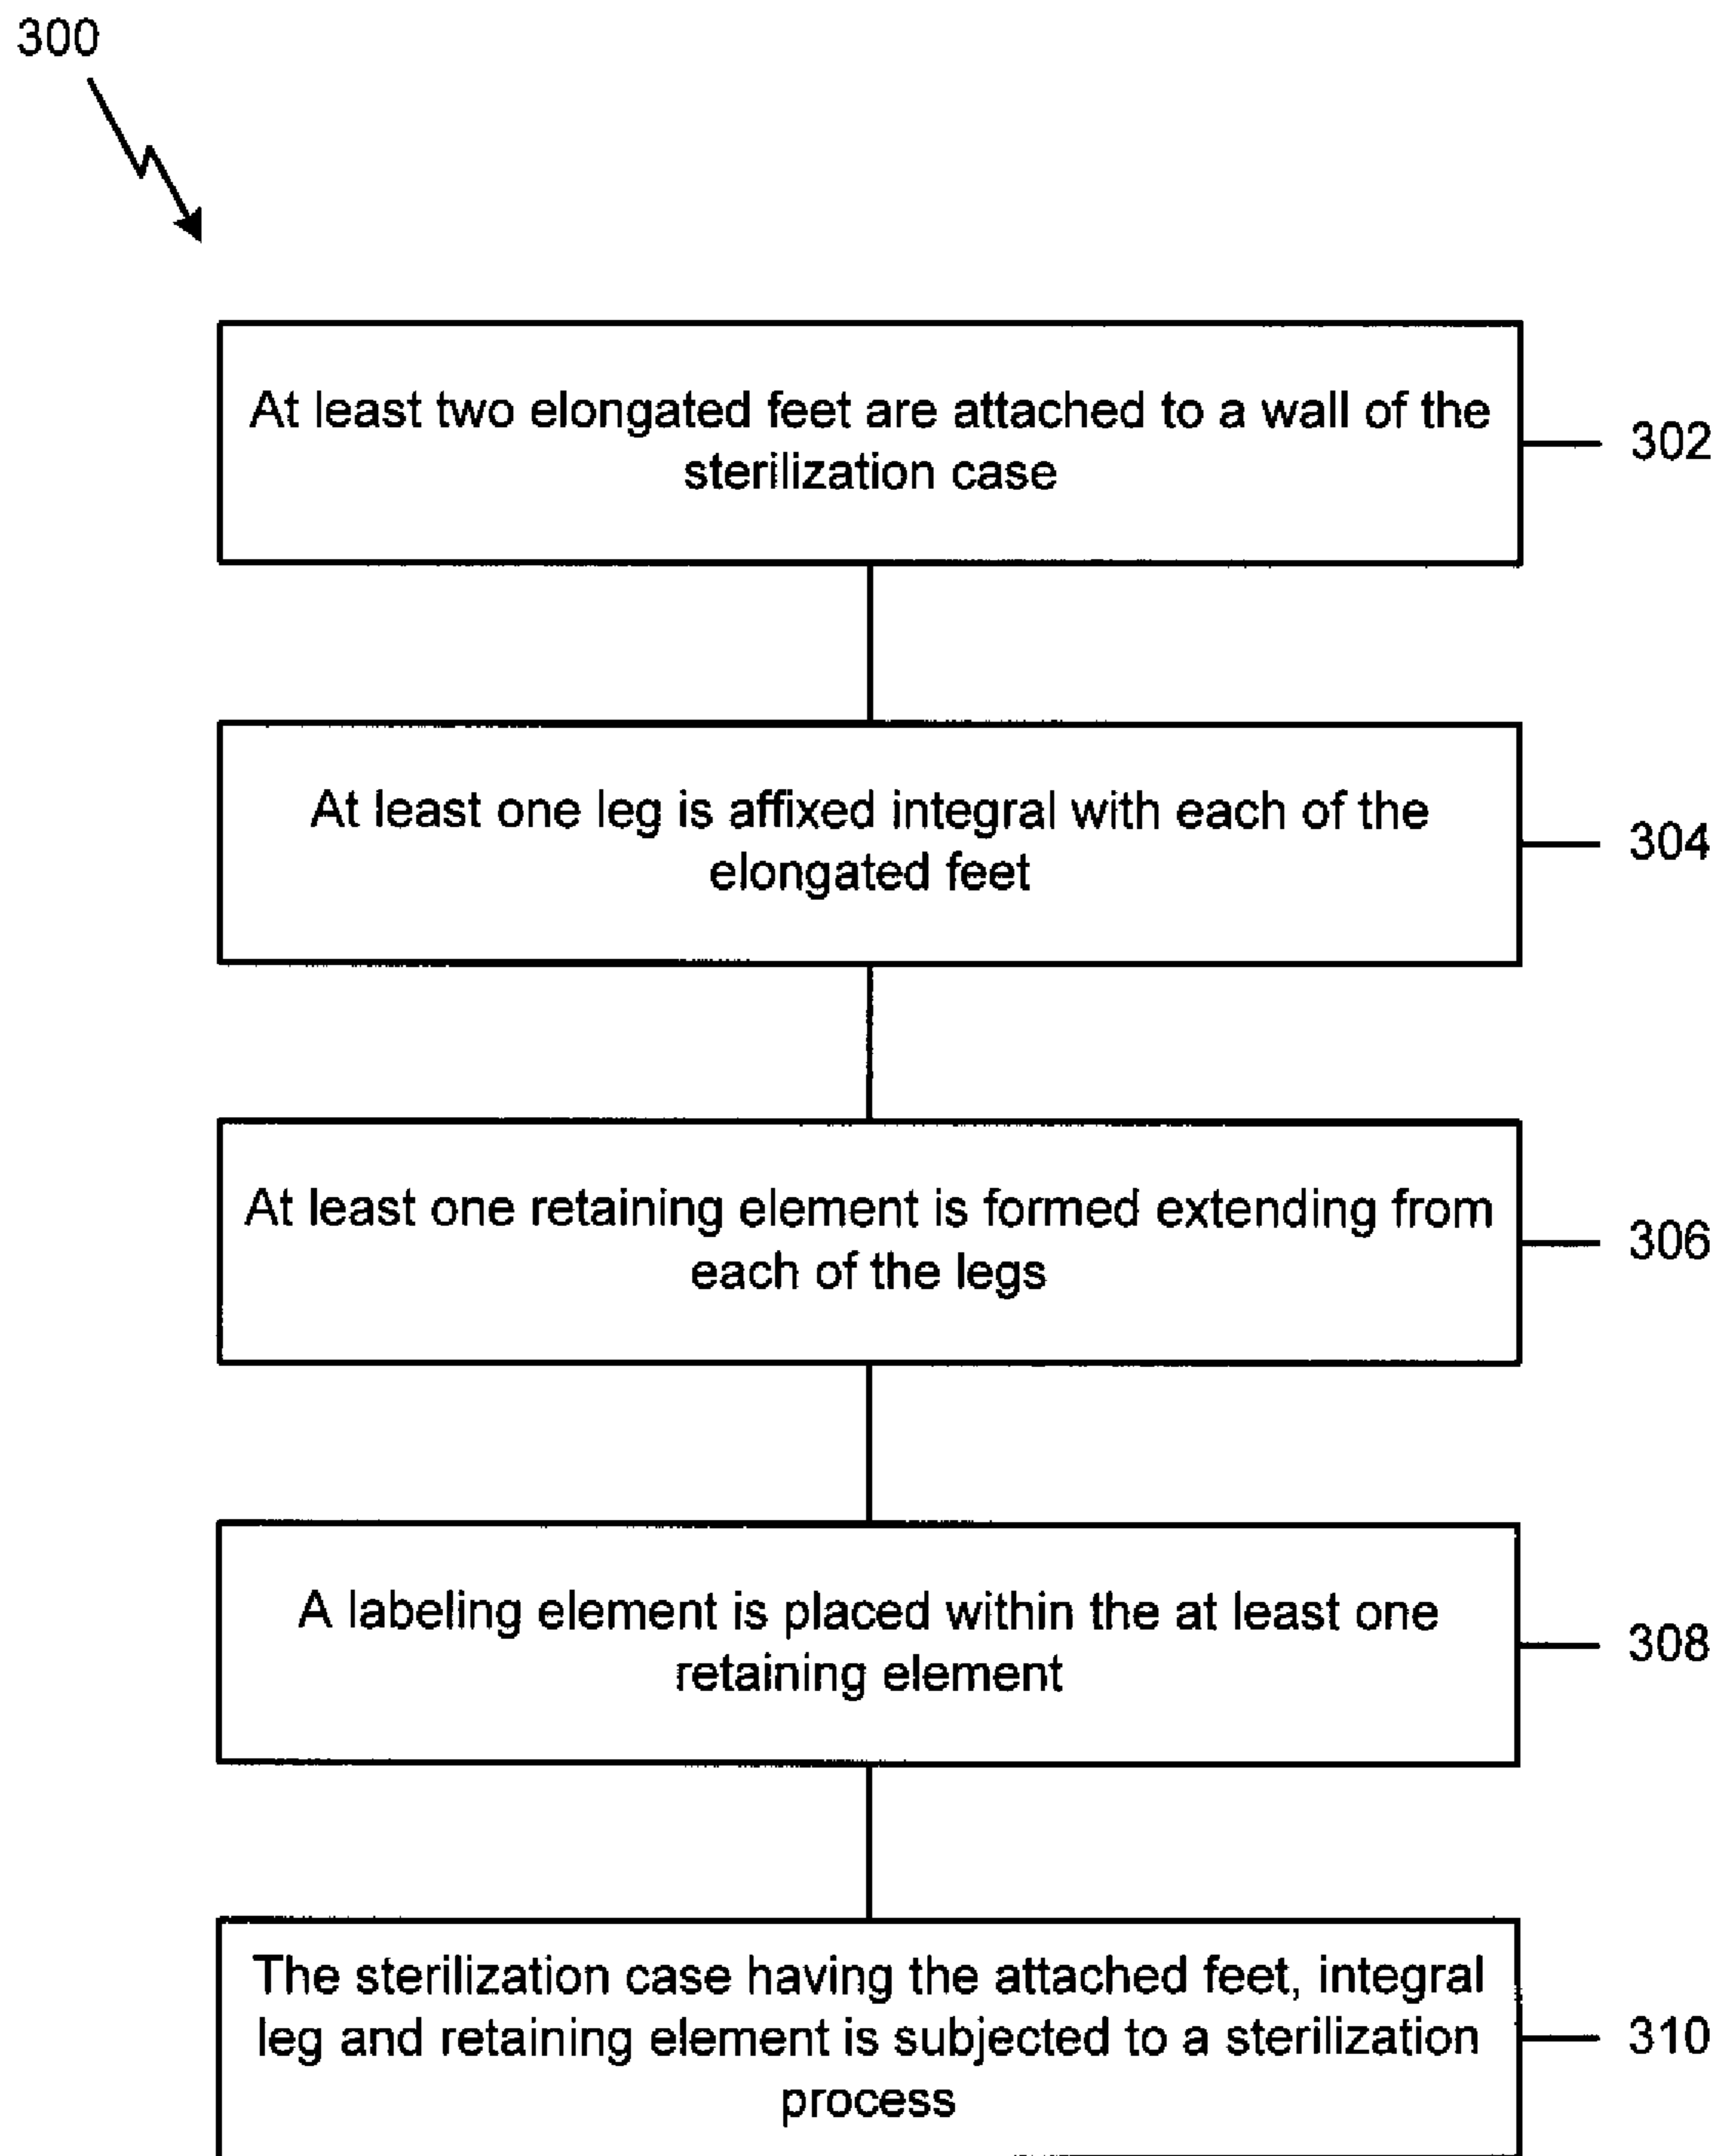 300
At least two elongated feet are attached to a wall of the
sterilization case
302
At least one leg is affixed integral with each of the
elongated feet
304
At least one retaining element is formed extending from
each of the legs
306
A labeling element is placed within the at least one
retaining element
308
The sterilization case having the attached feet, integral
leg and retaining element is subjected to a sterilization
process
310